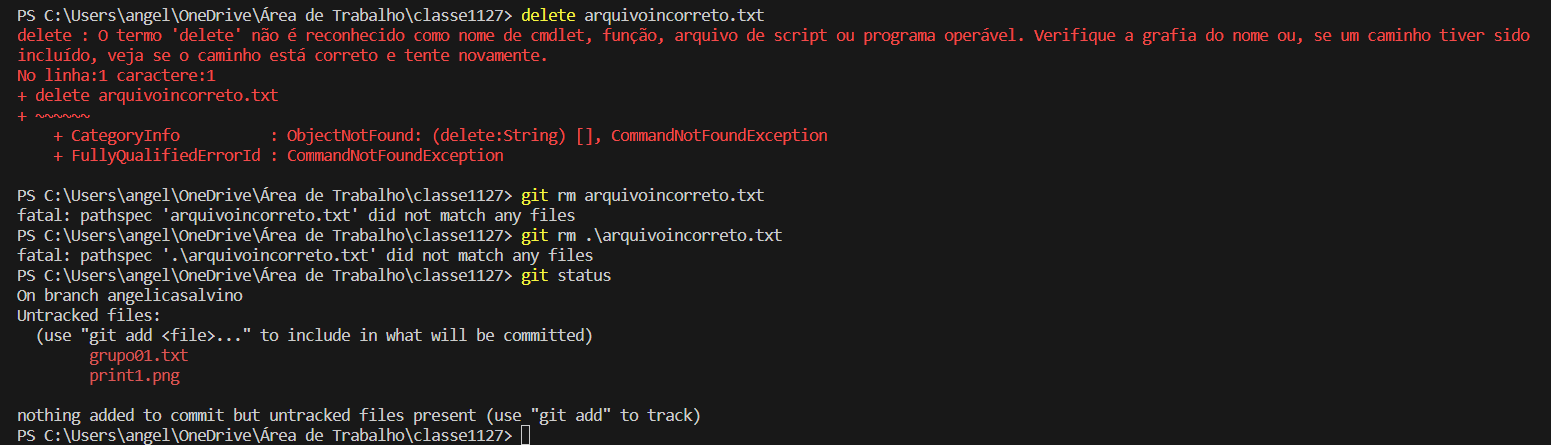 PS C:\Users\angel\OneDrive\Área de Trabalho\classe1127> delete arquivoincorreto.txt
delete : O termo 'delete' não é reconhecido como nome de cmdlet, função, arquivo de script ou programa operável. Verifique a grafia do nome ou, se um caminho tiver sido
incluído, veja se o caminho está correto e tente novamente.
No linha:1 caractere:1
+ delete arquivoincorreto.txt
+ ~~~~~~
    + CategoryInfo          : ObjectNotFound: (delete:String) [], CommandNotFoundException
    + FullyQualifiedErrorId : CommandNotFoundException

PS C:\Users\angel\OneDrive\Área de Trabalho\classe1127> git rm arquivoincorreto.txt
fatal: pathspec 'arquivoincorreto.txt' did not match any files
PS C:\Users\angel\OneDrive\Área de Trabalho\classe1127> git rm .\arquivoincorreto.txt
fatal: pathspec '.\arquivoincorreto.txt' did not match any files
PS C:\Users\angel\OneDrive\Área de Trabalho\classe1127> git status
On branch angelicasalvino
Untracked files:
  (use "git add <file>..." to include in what will be committed)
        grupo01.txt
        print1.png

nothing added to commit but untracked files present (use "git add" to track)
PS C:\Users\angel\OneDrive\Área de Trabalho\classe1127>